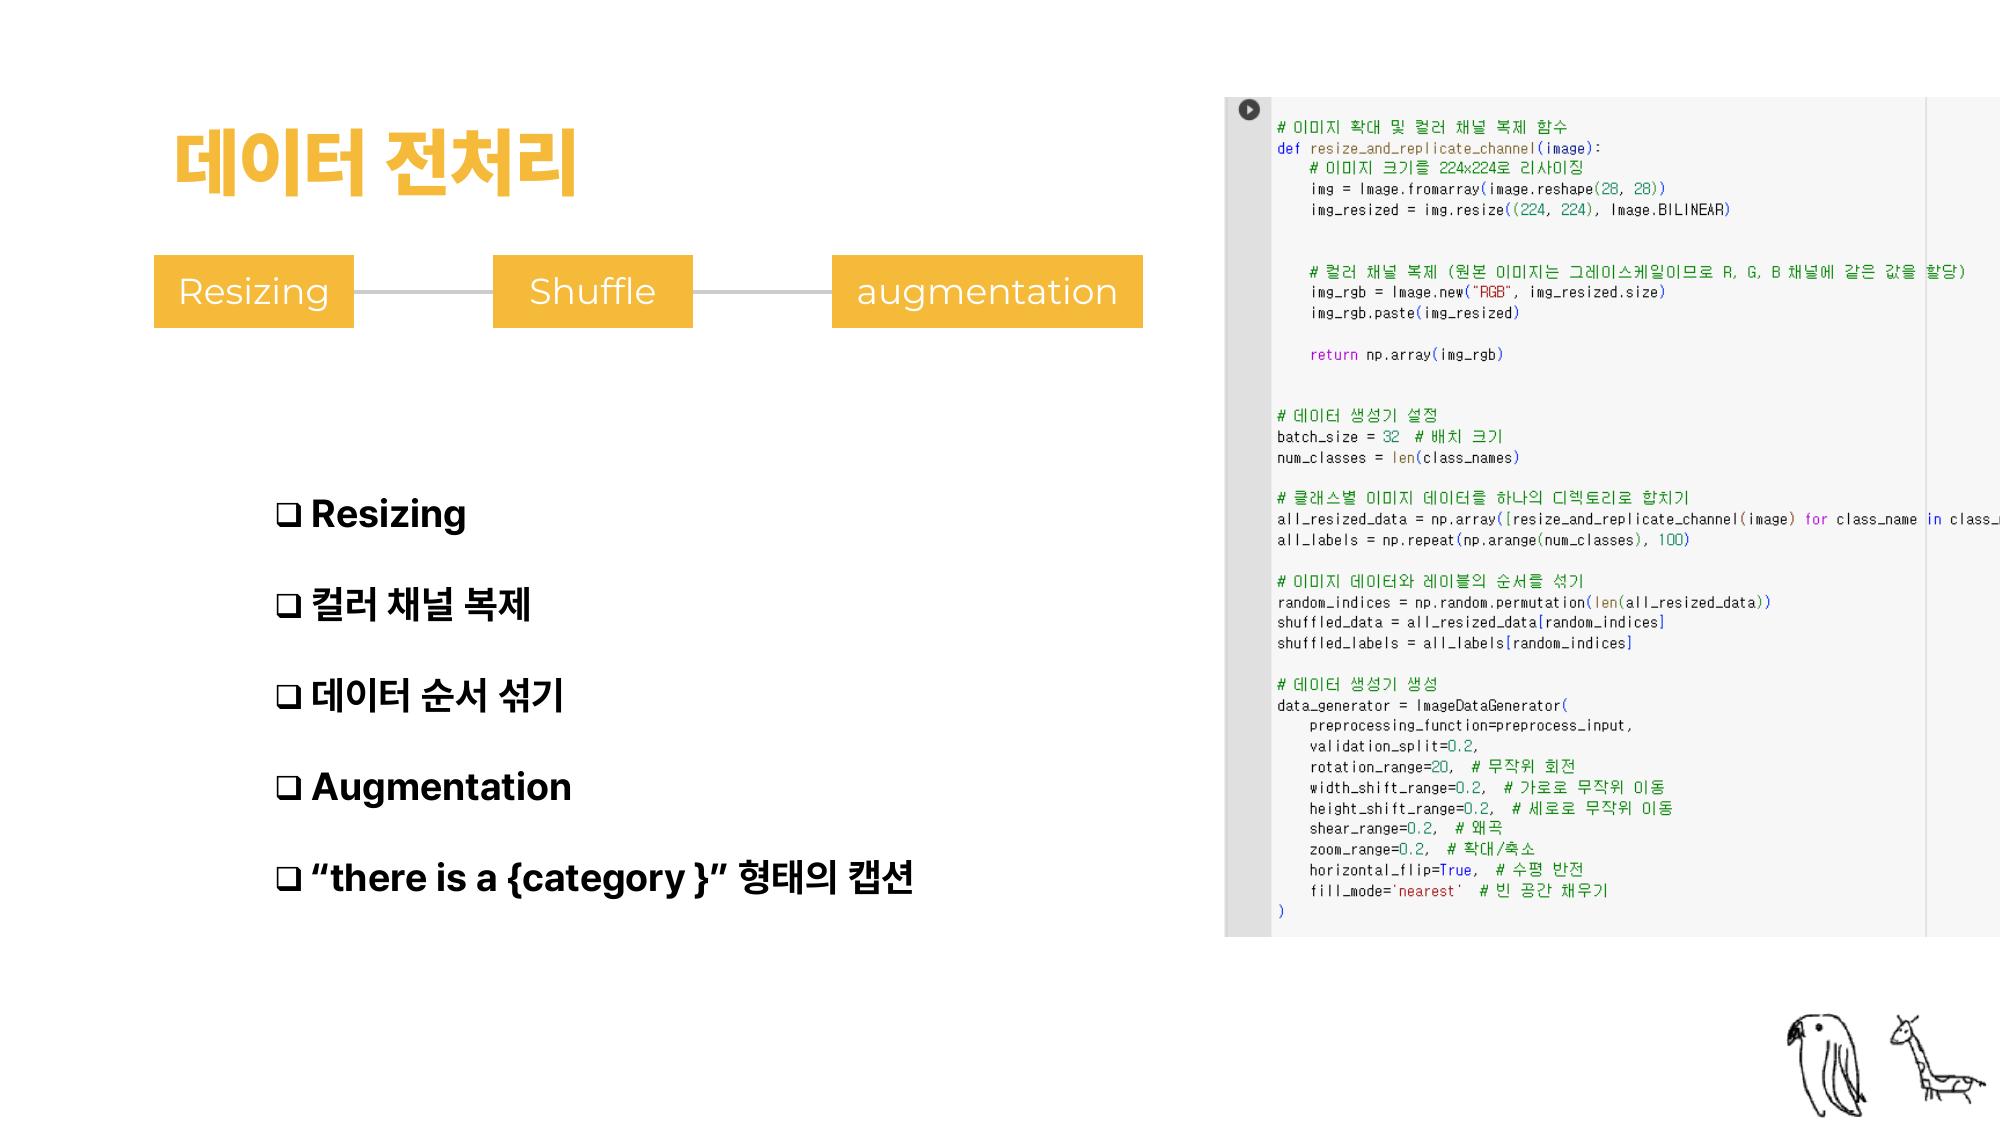 데이터 전처리
Resizing
Shuffle
augmentation
❑ Resizing
❑ 컬러 채널 복제
❑ 데이터 순서 섞기
❑ Augmentation
❑ “there is a {category }” 형태의 캡션
# 이미지 확대 및 컬러 채널 복제 함수
def resize_and_replicate_channel(image):
    # 이미지 크기를 224x224로 리사이징
    img = Image.fromarray(image.reshape(28, 28))
    img_resized = img.resize((224, 224), Image.BILINEAR)
    # 컬러 채널 복제 (원본 이미지는 그레이스케일이므로 R, G, B 채널에 같은 값을 할당)
    img_rgb = Image.new("RGB", img_resized.size)
    img_rgb.paste(img_resized)
    return np.array(img_rgb)
# 데이터 생성기 설정
batch_size = 32  # 배치 크기
num_classes = len(class_names)
# 클래스별 이미지 데이터를 하나의 디렉토리로 합치기
all_resized_data = np.array([resize_and_replicate_channel(image) for class_name in class_
all_labels = np.repeat(np.arange(num_classes), 100)
# 이미지 데이터와 레이블의 순서를 섞기
random_indices = np.random.permutation(len(all_resized_data))
shuffled_data = all_resized_data[random_indices]
shuffled_labels = all_labels[random_indices]
# 데이터 생성기 생성
data_generator = ImageDataGenerator(
    preprocessing_function=preprocess_input,
    validation_split=0.2,
    rotation_range=20,  # 무작위 회전
    width_shift_range=0.2,  # 가로로 무작위 이동
    height_shift_range=0.2,  # 세로로 무작위 이동
    shear_range=0.2,  # 왜곡
    zoom_range=0.2,  # 확대/축소
    horizontal_flip=True,  # 수평 반전
    fill_mode='nearest'  # 빈 공간 채우기
)